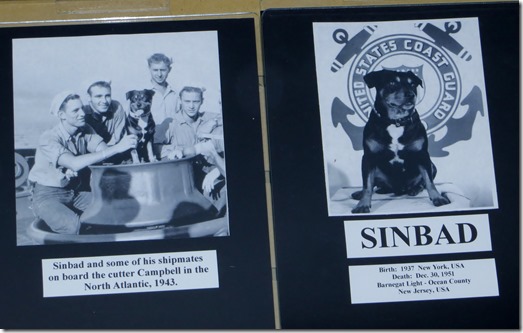 Sinbad and some of his shipmates
on board the cutter Campbell in the
North Atlantic, 1943.
UNITED STATES COAST GUARD
SINBAD
Birth: 1937 New York, USA
Death: Dec. 30, 1951
Barnegat Light - Ocean County
New Jersey, USA